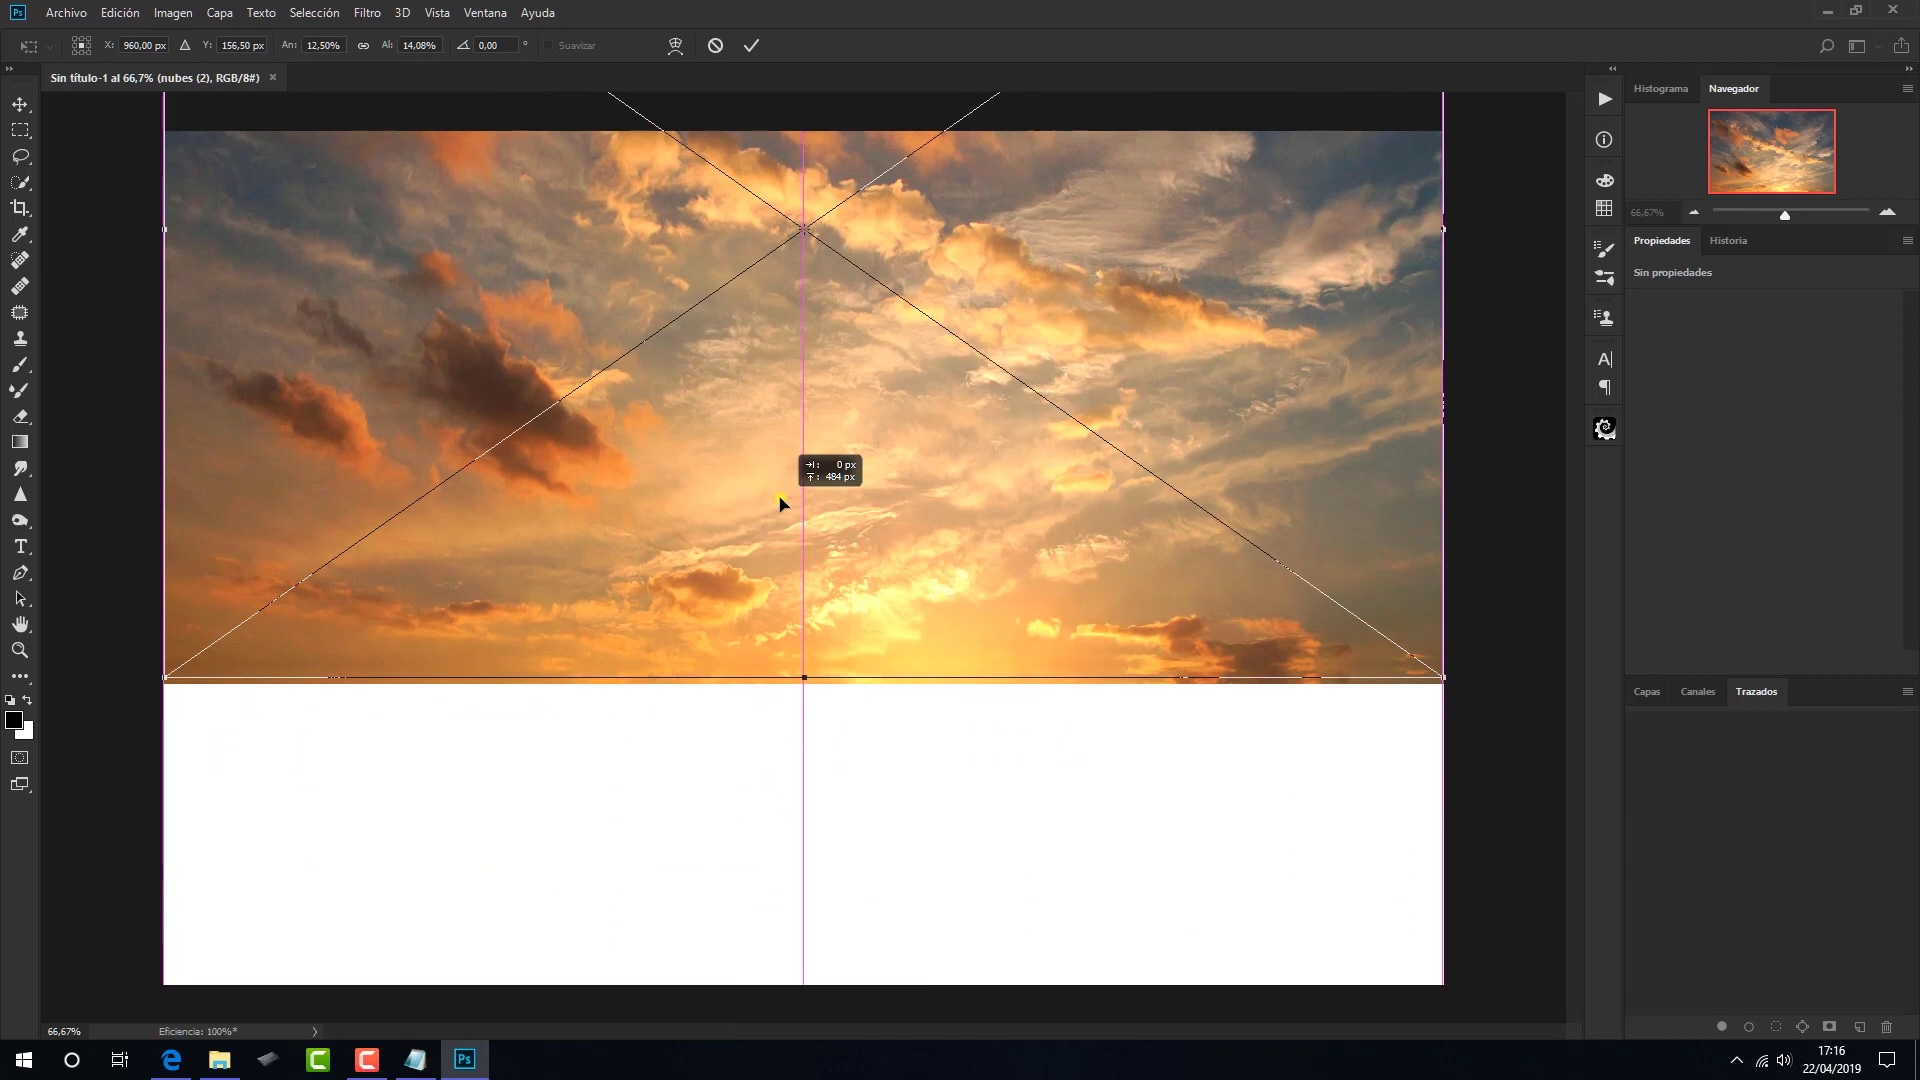 Ps Archivo Edición Imagen Capa Texto Selección Filtro 3D Vista Ventana Ayuda
X: 960,00 px Y: 156,50 px An: 12,50% Al: 14,08% 0,00 ° Suavizar
Sin título-1 al 66,7% (nubes (2), RGB/8#) ×
Histograma Navegador
66,67%
Propiedades Historia
Sin propiedades
: 0 px
: 484 px
Capas Canales Trazados
66,67% Eficiencia: 100%*
Ps
17:16
22/04/2019